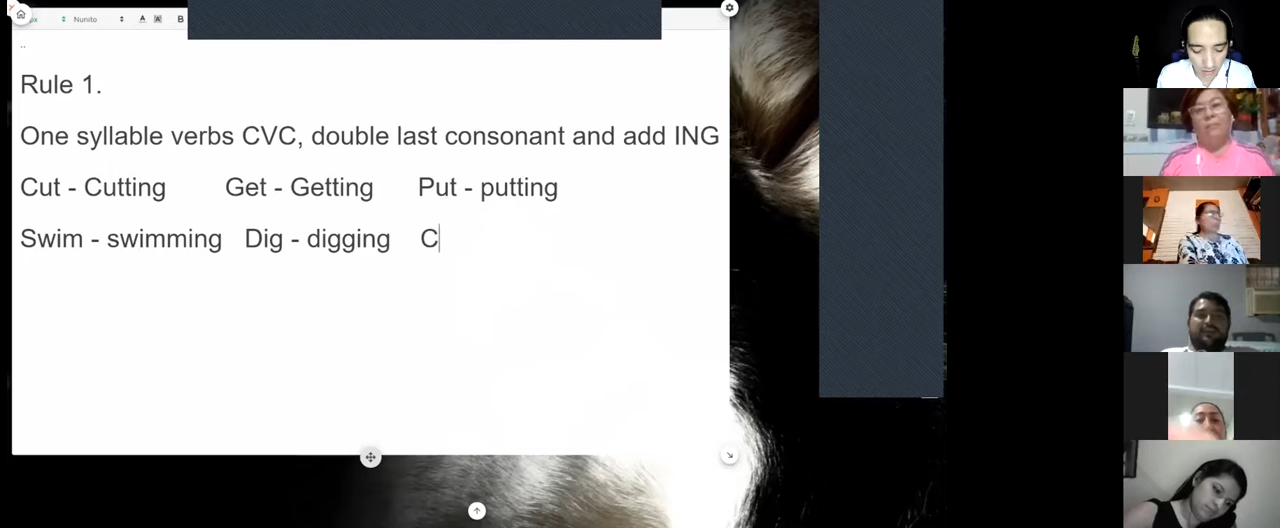 px Nunito A A B
..
Rule 1.
One syllable verbs CVC, double last consonant and add ING
Cut - Cutting Get - Getting Put - putting
Swim - swimming Dig - digging C